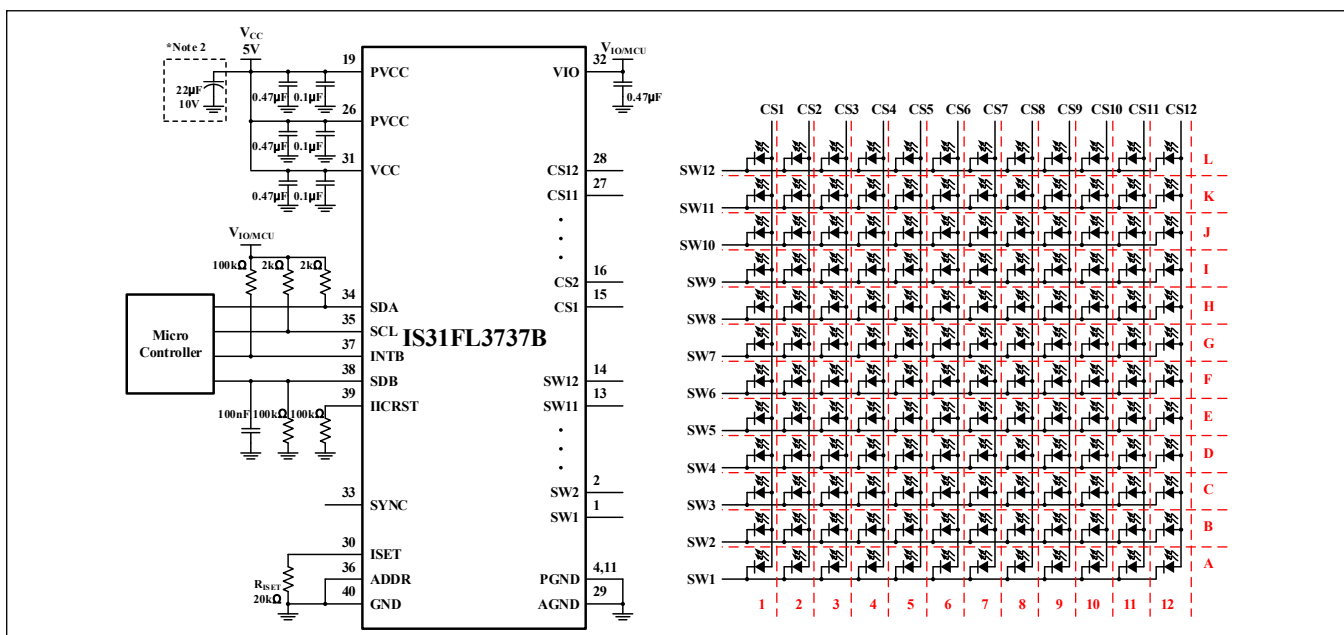 *Note 2
VCC
5V
22µF
10V
0.47µF 0.1µF
0.47µF 0.1µF
0.47µF 0.1µF
19 PVCC
26 PVCC
31 VCC
VIO/MCU
100kΩ 2kΩ 2kΩ
Micro
Controller
34 SDA
35 SCL
37 INTB
38 SDB
39 IICRST
100nF 100kΩ 100kΩ
33 SYNC
30 ISET
36 ADDR
40 GND
RISET
20kΩ
IS31FL3737B
VIO/MCU
VIO 32
0.47µF
CS12 28
CS11 27
CS2 16
CS1 15
SW12 14
SW11 13
SW2 2
SW1 1
PGND 4,11
AGND 29
CS1 CS2 CS3 CS4 CS5 CS6 CS7 CS8 CS9 CS10 CS11 CS12
SW12 L
SW11 K
SW10 J
SW9 I
SW8 H
SW7 G
SW6 F
SW5 E
SW4 D
SW3 C
SW2 B
SW1 A
1 2 3 4 5 6 7 8 9 10 11 12